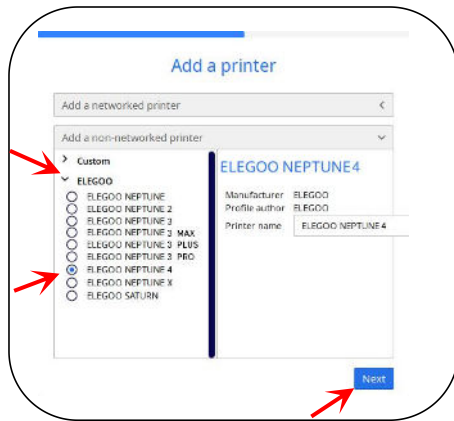 Add a printer
Add a networked printer
Add a non-networked printer
Custom
ELEGOO
ELEGOO NEPTUNE
ELEGOO NEPTUNE 2
ELEGOO NEPTUNE 3
ELEGOO NEPTUNE 3 MAX
ELEGOO NEPTUNE 3 PLUS
ELEGOO NEPTUNE 3 PRO
ELEGOO NEPTUNE 4
ELEGOO NEPTUNE X
ELEGOO SATURN
ELEGOO NEPTUNE4
Manufacturer ELEGOO
Profile author ELEGOO
Printer name ELEGOO NEPTUNE 4
Next